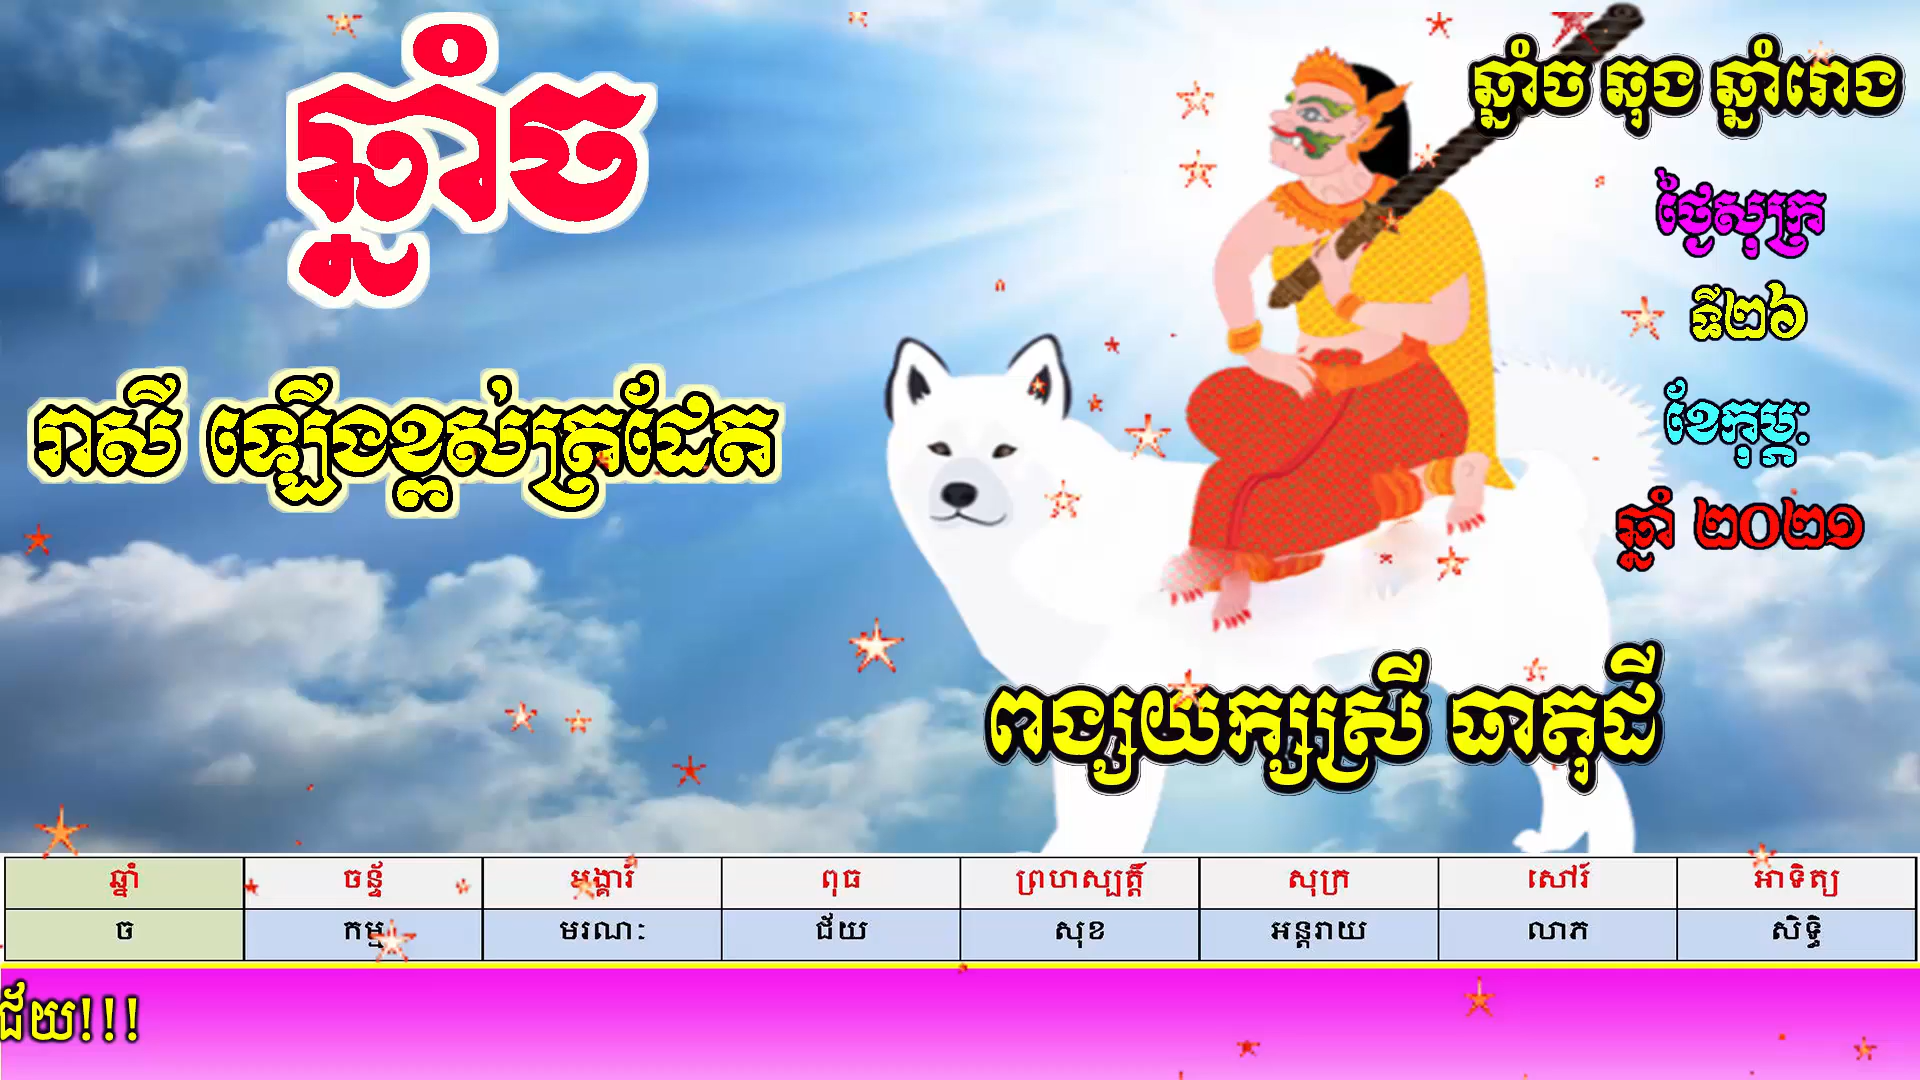 ឆ្នាំច
រាសី ឡើងខ្ពស់ត្រដែត
ឆ្នាំច ឆុង ឆ្នាំរោង
ថ្ងៃសុក្រ
ទី២៦
ខែកុម្ភៈ
ឆ្នាំ ២០២១
ពង្សយក្សស្រី ធាតុដី
ឆ្នាំ ចន្ទ័ អង្គារ៍ ពុធ ព្រហស្បត្តិ៍ សុក្រ សៅរ៍ អាទិត្យ
ច កម្ម មរណៈ ជ័យ សុខ អន្តរាយ លាភ សិទ្ធិ
ជ័យ!!!